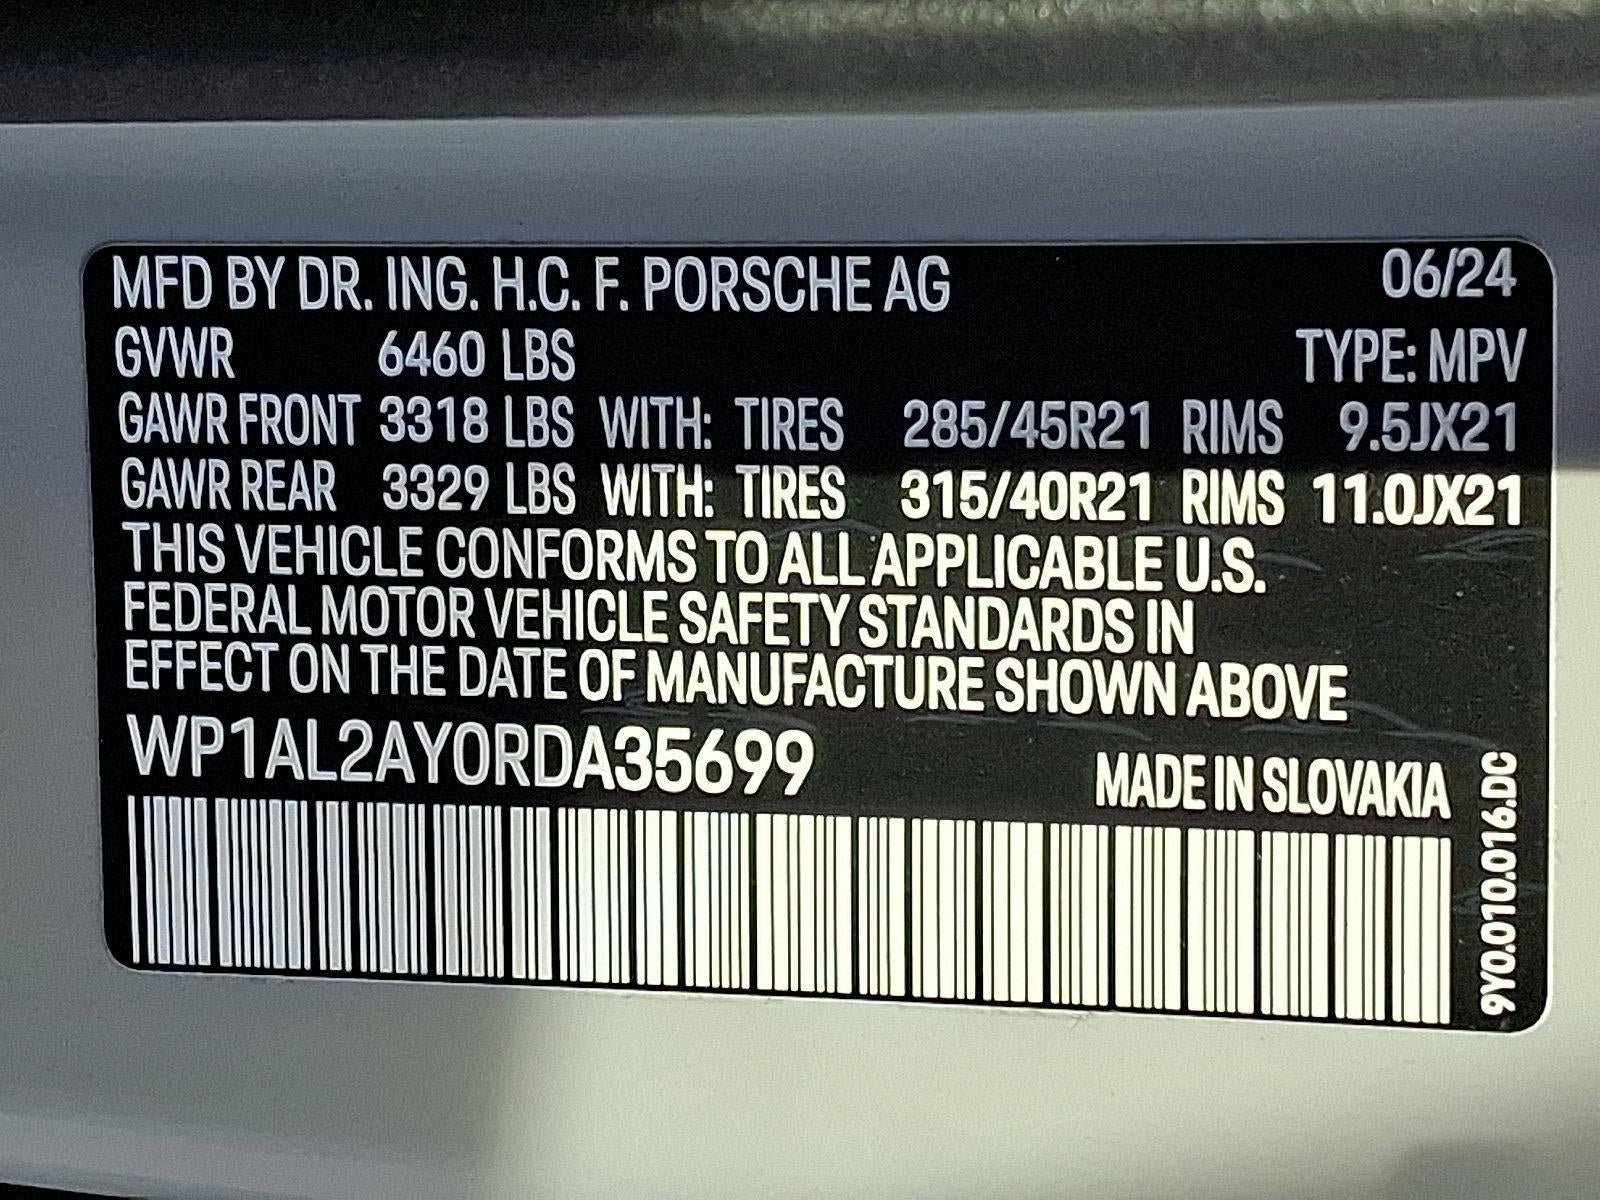 MFD BY DR. ING. H.C. F. PORSCHE AG 06/24
GVWR 6460 LBS TYPE: MPV
GAWR FRONT 3318 LBS WITH: TIRES 285/45R21 RIMS 9.5JX21
GAWR REAR 3329 LBS WITH: TIRES 315/40R21 RIMS 11.0JX21
THIS VEHICLE CONFORMS TO ALL APPLICABLE U.S.
FEDERAL MOTOR VEHICLE SAFETY STANDARDS IN
EFFECT ON THE DATE OF MANUFACTURE SHOWN ABOVE
WP1AL2AY0RDA35699
MADE IN SLOVAKIA
9Y0.010.016.DC